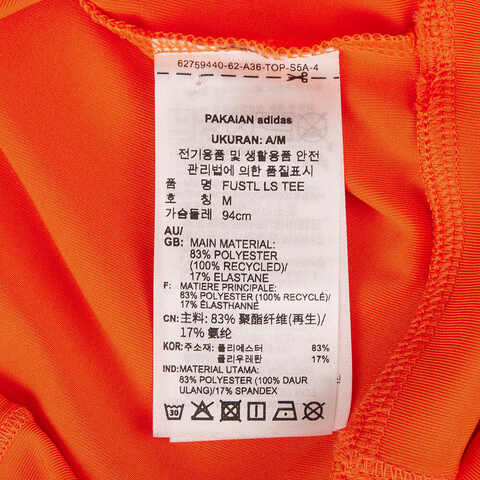 62759440-62-A36-TOP-S5A-4
PAKAIAN adidas
UKURAN: A/M
전기용품 및 생활용품 안전
관리법에 의한 품질표시
품 명 FUSTL LS TEE
호 칭 M
가슴둘레 94cm
AU/
GB: MAIN MATERIAL:
83% POLYESTER
(100% RECYCLED)/
17% ELASTANE
F: MATIERE PRINCIPALE:
83% POLYESTER (100% RECYCLÉ)/
17% ÉLASTHANNE
CN: 主料: 83% 聚酯纤维(再生)/
17% 氨纶
KOR: 주소재: 폴리에스터 83%
폴리우레탄 17%
IND: MATERIAL UTAMA:
83% POLYESTER (100% DAUR
ULANG)/17% SPANDEX
30